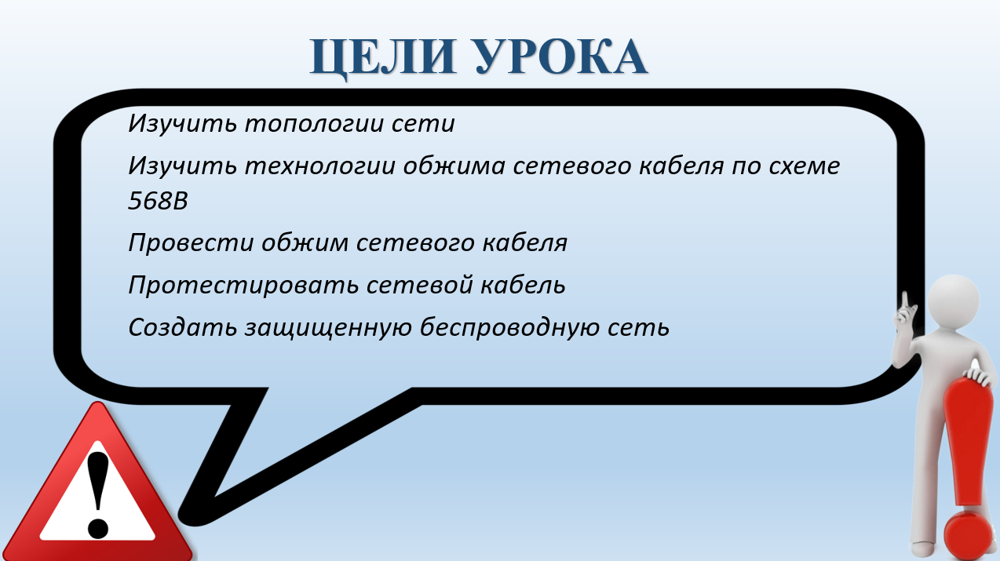 ЦЕЛИ УРОКА
Изучить топологии сети
Изучить технологии обжима сетевого кабеля по схеме
568В
Провести обжим сетевого кабеля
Протестировать сетевой кабель
Создать защищенную беспроводную сеть